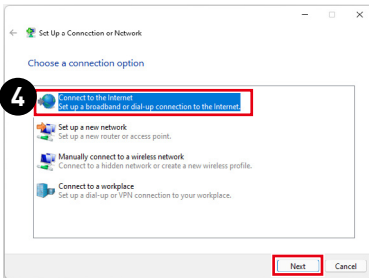 Set Up a Connection or Network
Choose a connection option
4
Connect to the Internet
Set up a broadband or dial-up connection to the Internet.
Set up a new network
Set up a new router or access point.
Manually connect to a wireless network
Connect to a hidden network or create a new wireless profile.
Connect to a workplace
Set up a dial-up or VPN connection to your workplace.
Next
Cancel